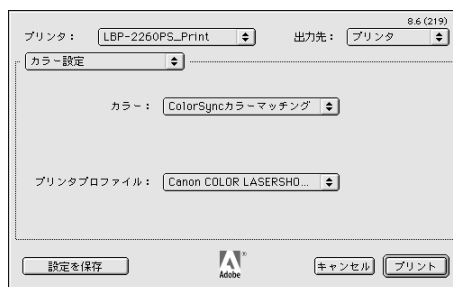 8.6 (219)
プリンタ： LBP-2260PS_Print 出力先： プリンタ
カラー設定
カラー： ColorSyncカラーマッチング
プリンタプロファイル： Canon COLOR LASERSHO...
設定を保存 Adobe キャンセル プリント